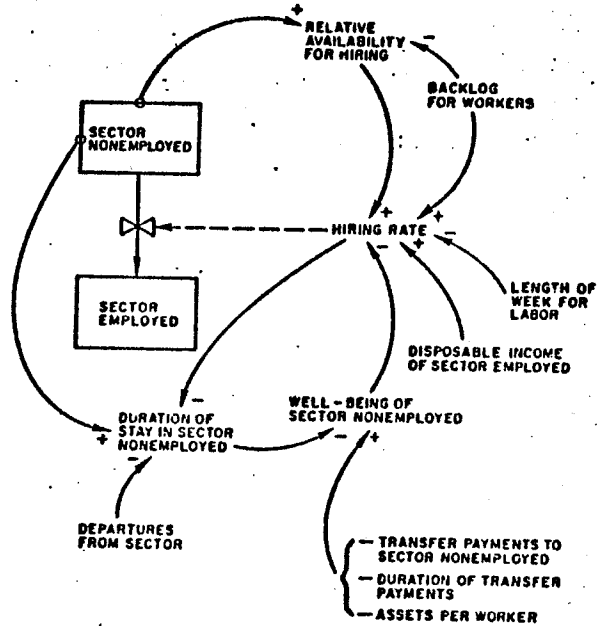 +
RELATIVE
AVAILABILITY
FOR HIRING
−
BACKLOG
FOR WORKERS
SECTOR
NONEMPLOYED
+
+
HIRING RATE
−
−
+
LENGTH OF
WEEK FOR
LABOR
SECTOR
EMPLOYED
DISPOSABLE INCOME
OF SECTOR EMPLOYED
−
WELL-BEING OF
SECTOR NONEMPLOYED
DURATION OF
STAY IN SECTOR
NONEMPLOYED
+
−
−
+
DEPARTURES
FROM SECTOR
− TRANSFER PAYMENTS TO
SECTOR NONEMPLOYED
− DURATION OF TRANSFER
PAYMENTS
− ASSETS PER WORKER